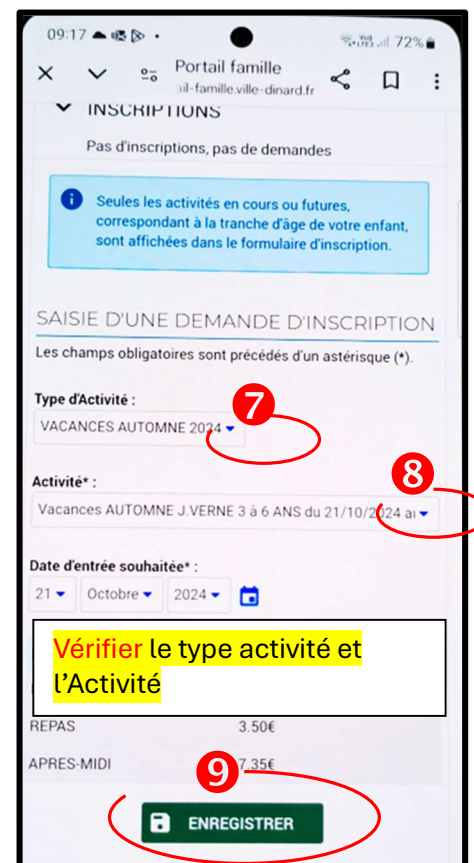 09:17
72%
Portail famille
ail-famille.ville-dinard.fr
INSCRIPTIONS
Pas d'inscriptions, pas de demandes
Seules les activités en cours ou futures,
correspondant à la tranche d'âge de votre enfant,
sont affichées dans le formulaire d'inscription.
SAISIE D'UNE DEMANDE D'INSCRIPTION
Les champs obligatoires sont précédés d'un astérisque (*).
Type d'Activité :
7
VACANCES AUTOMNE 2024
8
Activité* :
Vacances AUTOMNE J.VERNE 3 à 6 ANS du 21/10/2024 au
Date d'entrée souhaitée* :
21 Octobre 2024
Vérifier le type activité et
l'Activité
REPAS 3.50€
APRES-MIDI 7.35€
9
ENREGISTRER